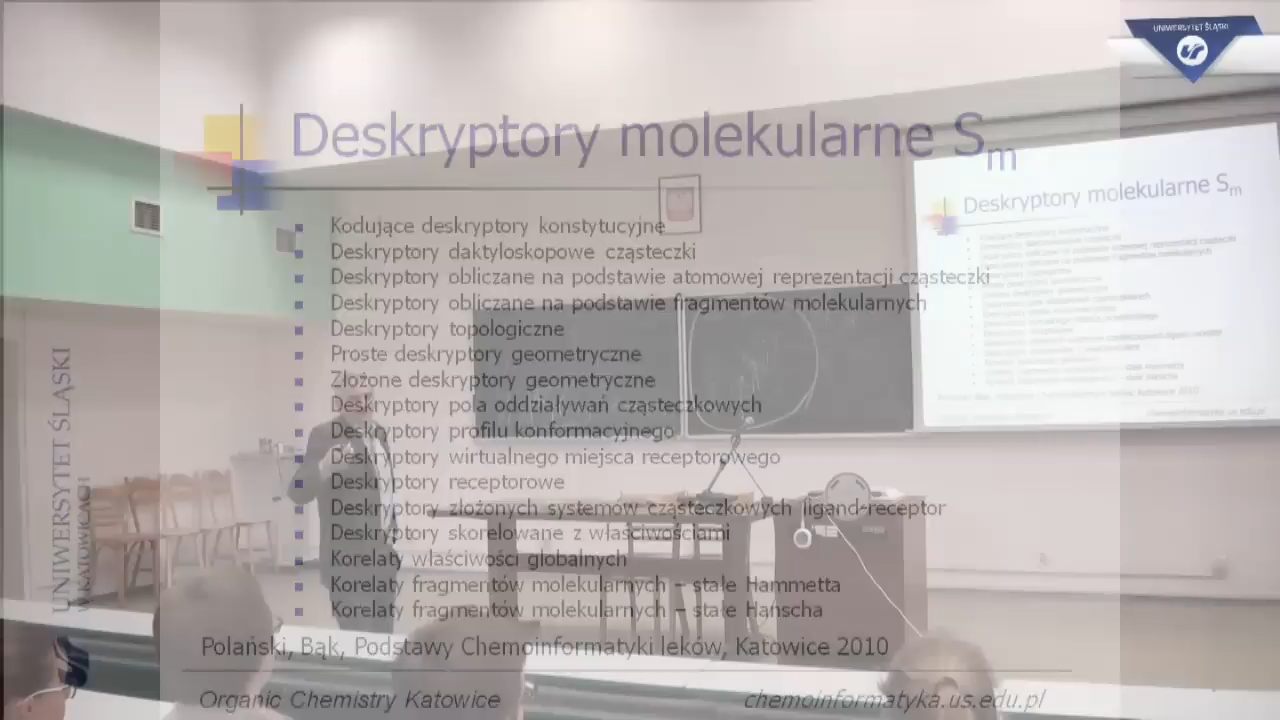 UNIWERSYTET ŚLĄSKI
Deskryptory molekularne Sm
Deskryptory molekularne Sm
Kodujące deskryptory konstytucyjne
Deskryptory daktyloskopowe cząsteczki
Deskryptory obliczane na podstawie atomowej reprezentacji cząsteczki
Deskryptory obliczane na podstawie fragmentów molekularnych
Deskryptory topologiczne
Proste deskryptory geometryczne
Złożone deskryptory geometryczne
Deskryptory pola oddziaływań cząsteczkowych
Deskryptory profilu konformacyjnego
Deskryptory wirtualnego miejsca receptorowego
Deskryptory receptorowe
Deskryptory złożonych systemów cząsteczkowych ligand-receptor
Deskryptory skorelowane z właściwościami
Korelaty właściwości globalnych
Korelaty fragmentów molekularnych – stałe Hammetta
Korelaty fragmentów molekularnych – stałe Hanscha
Polański, Bąk, Podstawy Chemoinformatyki leków, Katowice 2010
Organic Chemistry Katowice
chemoinformatyka.us.edu.pl
UNIWERSYTET ŚLĄSKI
W KATOWICACH